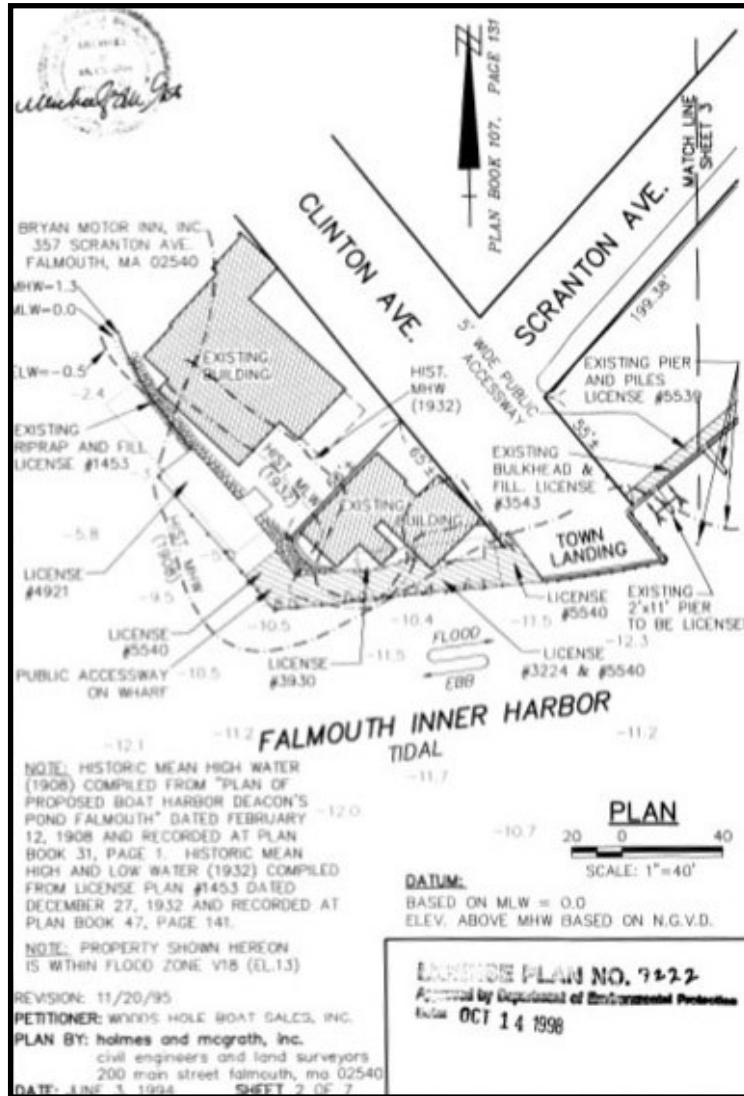 PLAN BOOK 107, PAGE 131
MATCH LINE
SHEET 3
CLINTON AVE.
SCRANTON AVE.
199.38'
5' WIDE PUBLIC
ACCESSWAY
BRYAN MOTOR INN, INC.
357 SCRANTON AVE.
FALMOUTH, MA 02540
MHW=1.3
MLW=0.0
ELW=-0.5
-2.4
EXISTING
BUILDING
HIST.
MHW
(1932)
EXISTING PIER
AND PILES
LICENSE #5539
55'±
EXISTING
RIPRAP AND FILL
LICENSE #1453
HIST. MLW
(1932)
65'±
EXISTING
BULKHEAD &
FILL. LICENSE
#3543
EXISTING
BUILDING
-5.8
HIST. MHW
(1908)
TOWN
LANDING
LICENSE
#4921
-9.5
LICENSE
#5540
EXISTING
2'x11' PIER
TO BE LICENSE
LICENSE
#5540
-10.5
-10.4
-11.5
-12.3
FLOOD
EBB
LICENSE
#3930
-11.5
LICENSE
#3224 & #5540
PUBLIC ACCESSWAY
ON WHARF
-10.5
FALMOUTH INNER HARBOR
TIDAL
-12.1
-11.2
-11.2
-11.7
-12.0
-10.7
NOTE: HISTORIC MEAN HIGH WATER
(1908) COMPILED FROM "PLAN OF
PROPOSED BOAT HARBOR DEACON'S
POND FALMOUTH" DATED FEBRUARY
12, 1908 AND RECORDED AT PLAN
BOOK 31, PAGE 1. HISTORIC MEAN
HIGH AND LOW WATER (1932) COMPILED
FROM LICENSE PLAN #1453 DATED
DECEMBER 27, 1932 AND RECORDED AT
PLAN BOOK 47, PAGE 141.
NOTE: PROPERTY SHOWN HEREON
IS WITHIN FLOOD ZONE V18 (EL.13)
PLAN
20 0 40
SCALE: 1"=40'
DATUM:
BASED ON MLW = 0.0
ELEV. ABOVE MHW BASED ON N.G.V.D.
REVISION: 11/20/95
PETITIONER: WOODS HOLE BOAT SALES, INC.
PLAN BY: holmes and mcgrath, inc.
civil engineers and land surveyors
200 main street falmouth, ma 02540
DATE: JUNE 3, 1994 SHEET 2 OF 7
LICENSE PLAN NO. 7222
Approved by Department of Environmental Protection
Date: OCT 14 1998